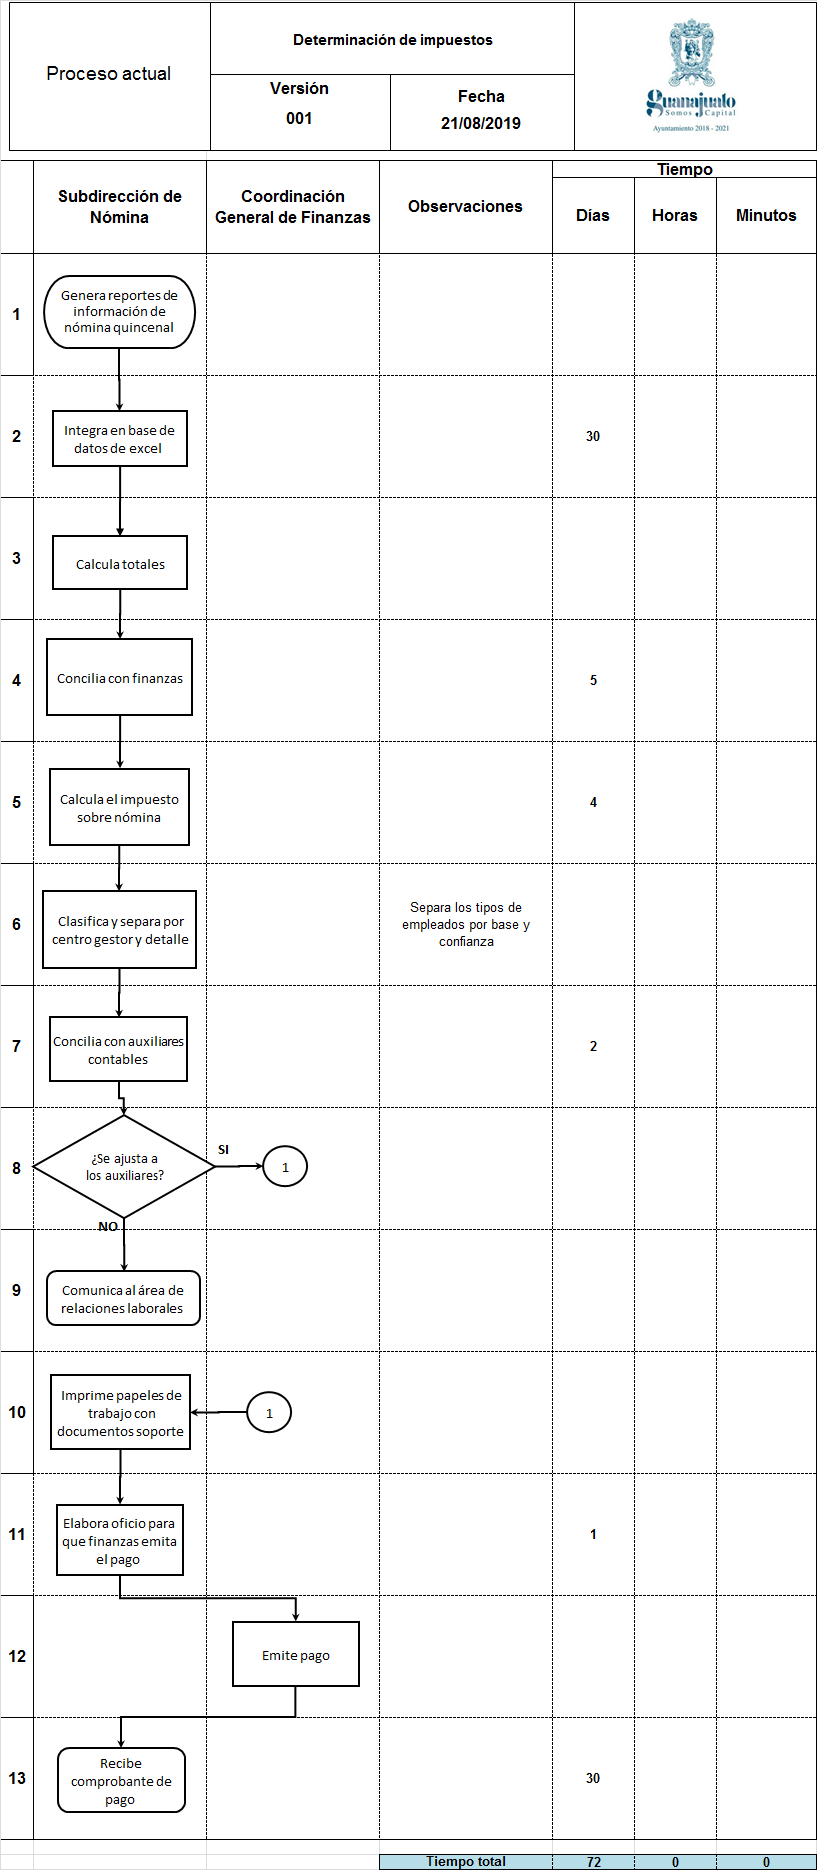 Proceso actual
Determinación de impuestos
Versión
001
Fecha
21/08/2019
Guanajuato
Somos Capital
Ayuntamiento 2018 - 2021
Subdirección de
Nómina
Coordinación
General de Finanzas
Observaciones
Tiempo
Días
Horas
Minutos
1
Genera reportes de
información de
nómina quincenal
2
Integra en base de
datos de excel
30
3
Calcula totales
4
Concilia con finanzas
5
5
Calcula el impuesto
sobre nómina
4
6
Clasifica y separa por
centro gestor y detalle
Separa los tipos de
empleados por base y
confianza
7
Concilia con auxiliares
contables
2
8
¿Se ajusta a
los auxiliares?
SI
1
NO
9
Comunica al área de
relaciones laborales
10
Imprime papeles de
trabajo con
documentos soporte
1
11
Elabora oficio para
que finanzas emita
el pago
1
12
Emite pago
13
Recibe
comprobante de
pago
30
Tiempo total
72
0
0